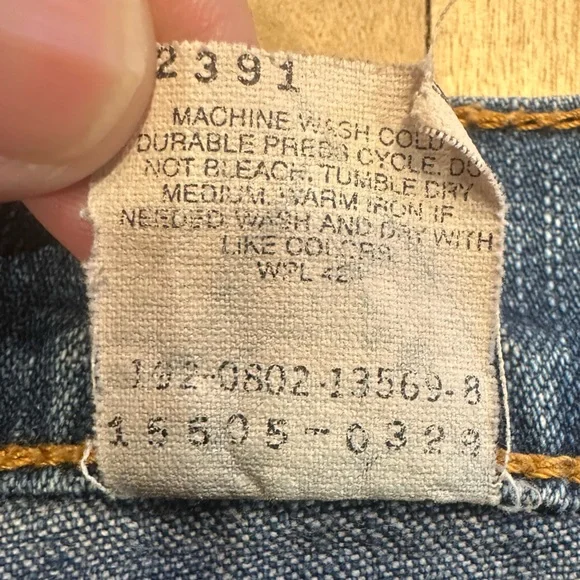 2391
MACHINE WASH COLD
DURABLE PRESS CYCLE. DO
NOT BLEACH. TUMBLE DRY
MEDIUM. WARM IRON IF
NEEDED WASH AND DRY WITH
LIKE COLORS.
WPL 423
192-0802-13569-8
15505-0329